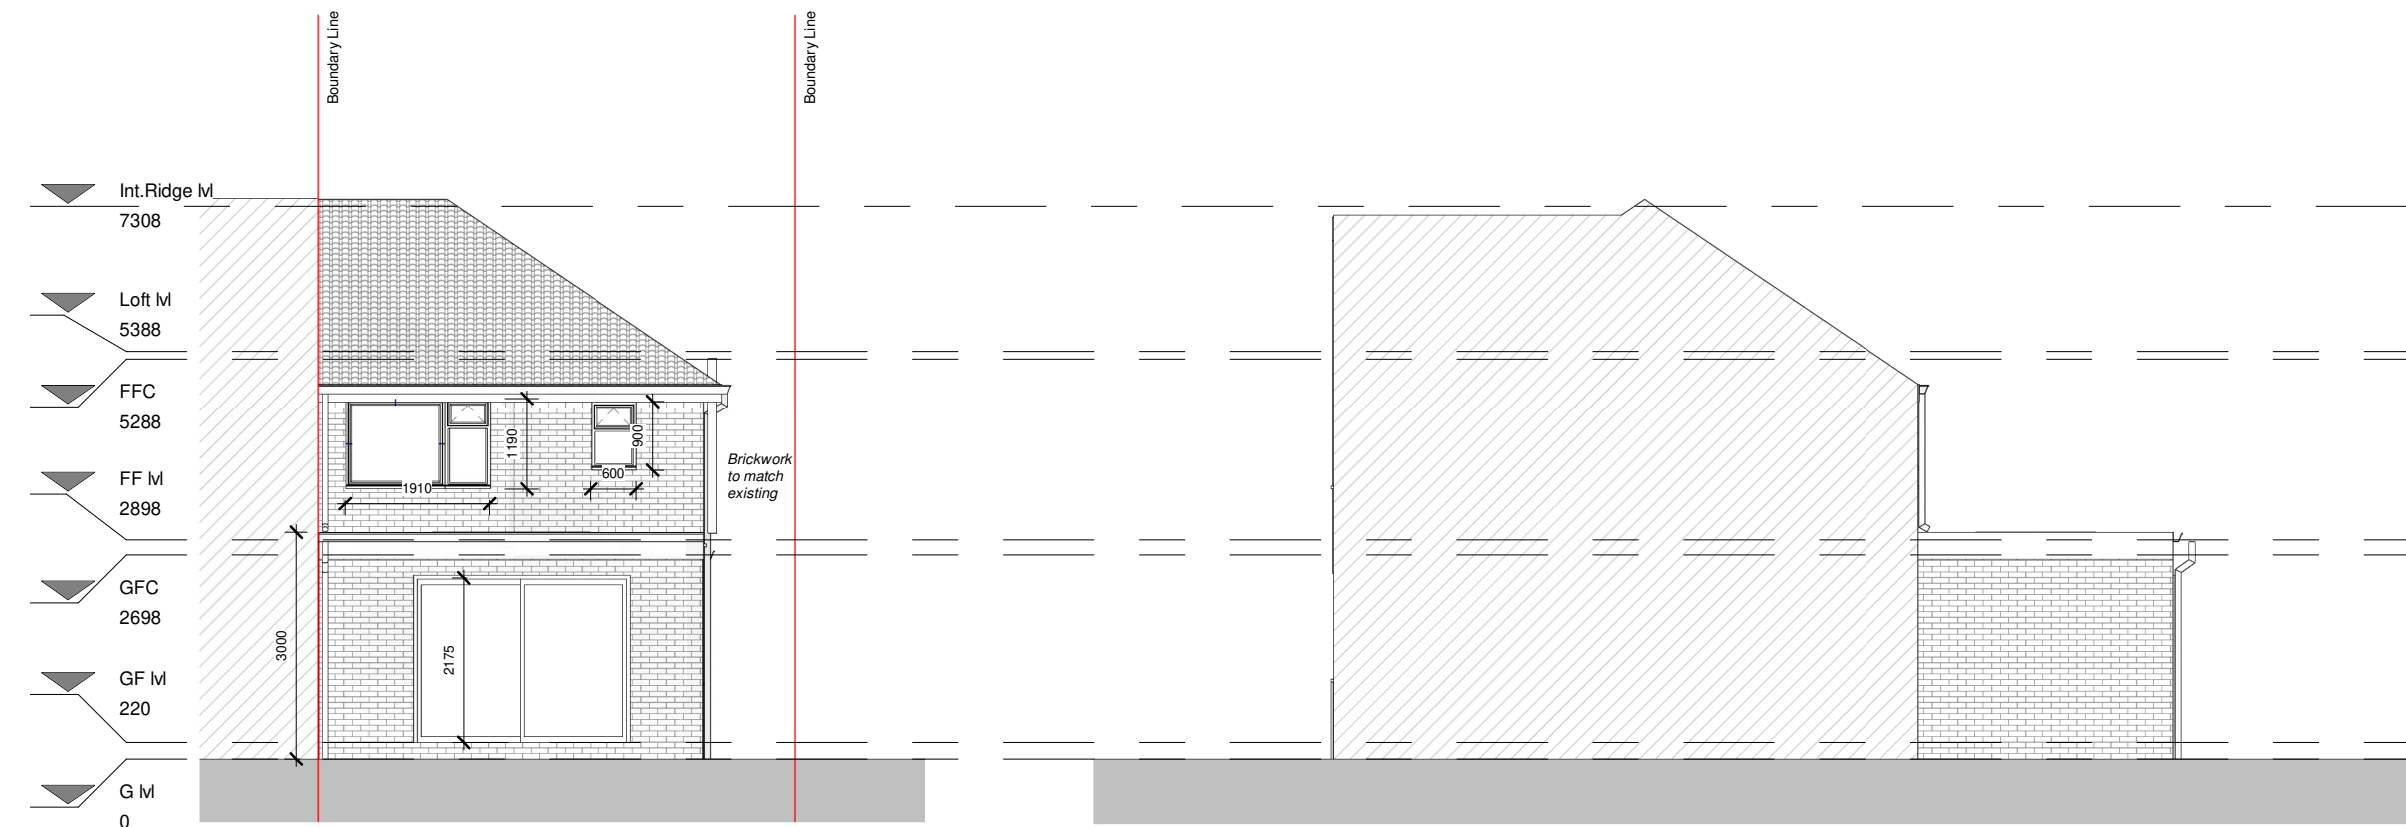 Boundary Line
Boundary Line
Int.Ridge lvl
7308
Loft lvl
5388
FFC
5288
FF lvl
2898
GFC
2698
GF lvl
220
G lvl
0
1190
900
600
1910
Brickwork
to match
existing
3000
2175